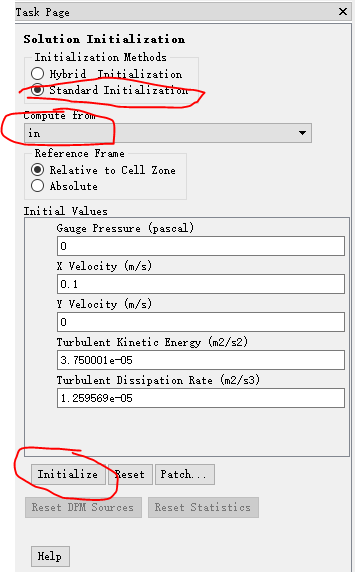 Task Page
Solution Initialization
Initialization Methods
Hybrid Initialization
Standard Initialization
Compute from
in
Reference Frame
Relative to Cell Zone
Absolute
Initial Values
Gauge Pressure (pascal)
0
X Velocity (m/s)
0.1
Y Velocity (m/s)
0
Turbulent Kinetic Energy (m2/s2)
3.750001e-05
Turbulent Dissipation Rate (m2/s3)
1.259569e-05
Initialize Reset Patch...
Reset DPM Sources Reset Statistics
Help